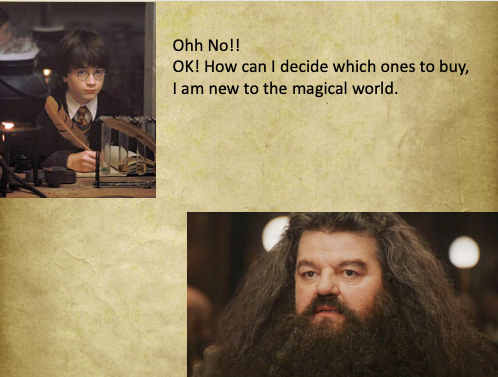 Ohh No!!
OK! How can I decide which ones to buy,
I am new to the magical world.